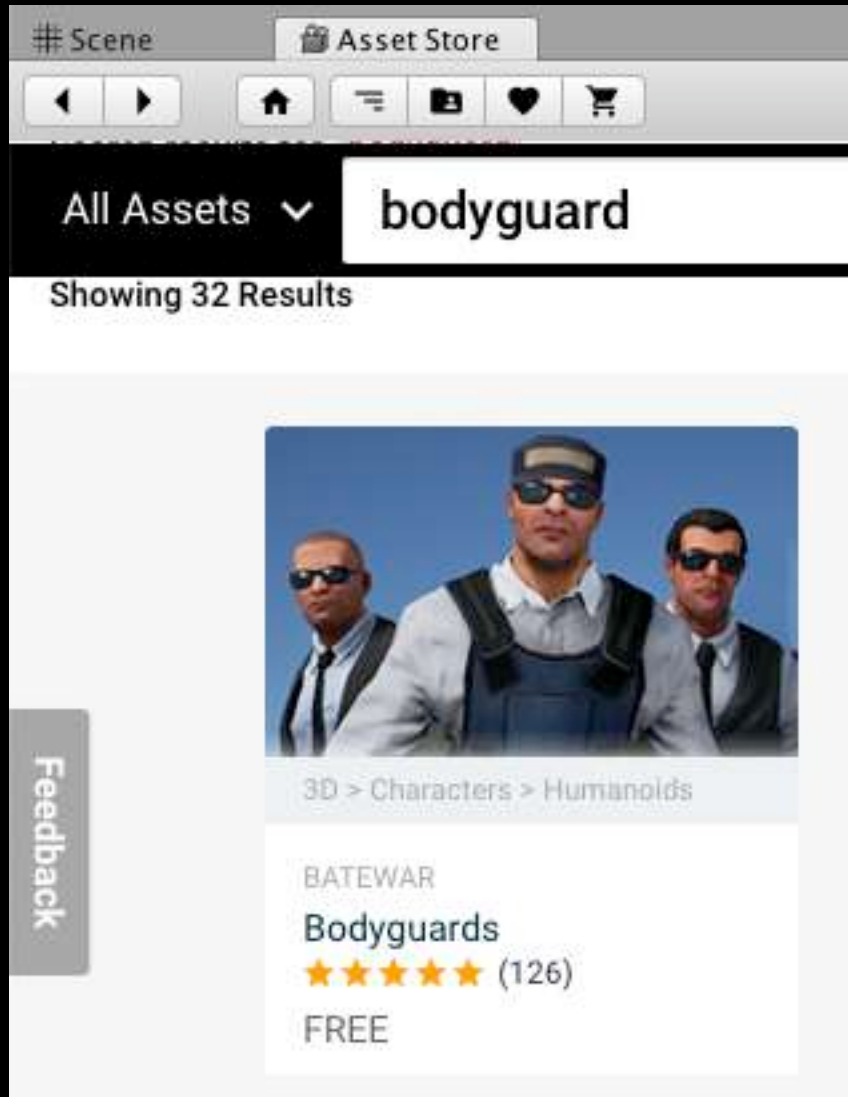 Scene
Asset Store
All Assets
bodyguard
Showing 32 Results
Feedback
3D > Characters > Humanoids
BATEWAR
Bodyguards
(126)
FREE